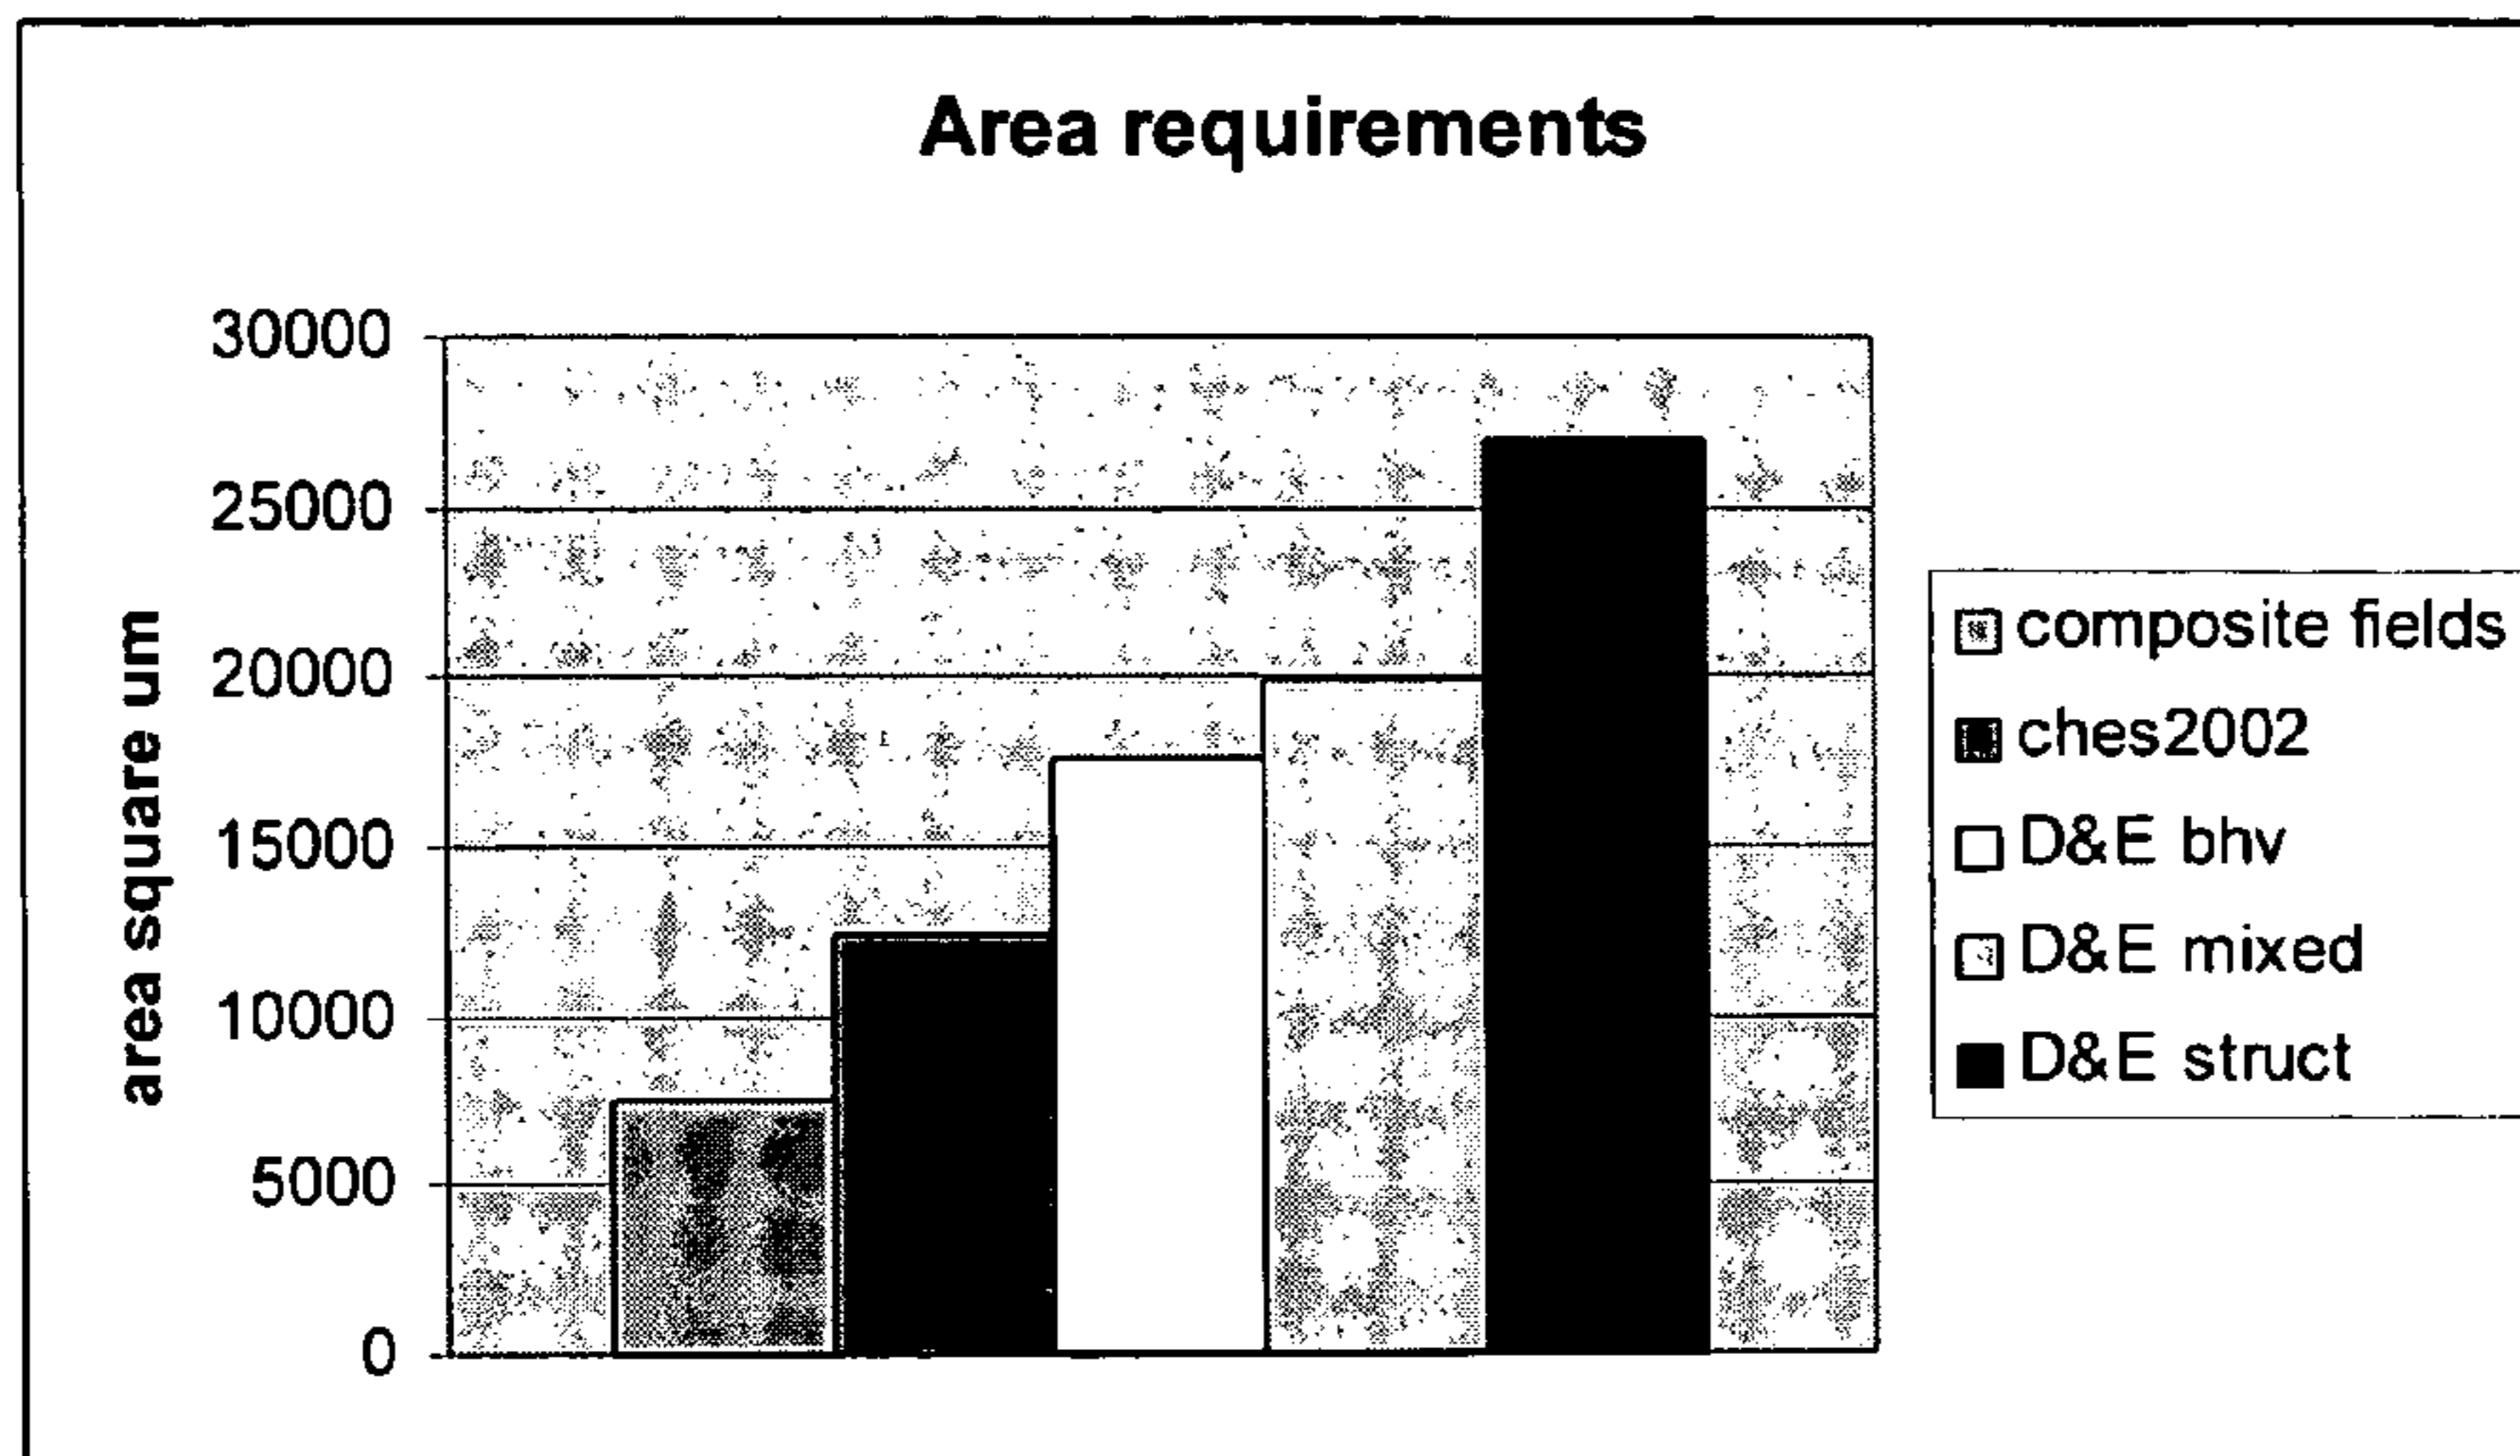 Area requirements
30000
25000
20000
15000
10000
5000
0
area square um
composite fields
ches2002
D&E bhv
D&E mixed
D&E struct